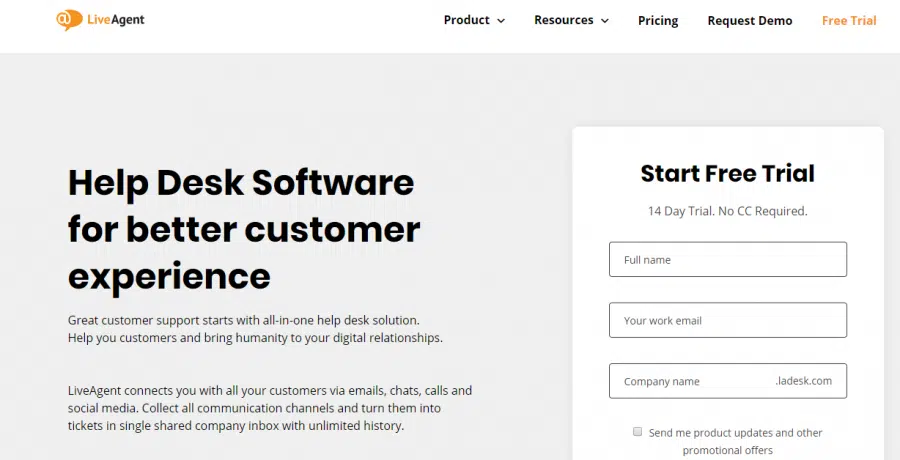 @ LiveAgent
Product Resources Pricing Request Demo Free Trial
Help Desk Software
for better customer
experience
Great customer support starts with all-in-one help desk solution.
Help you customers and bring humanity to your digital relationships.
LiveAgent connects you with all your customers via emails, chats, calls and
social media. Collect all communication channels and turn them into
tickets in single shared company inbox with unlimited history.
Start Free Trial
14 Day Trial. No CC Required.
Full name
Your work email
Company name .ladesk.com
Send me product updates and other
promotional offers